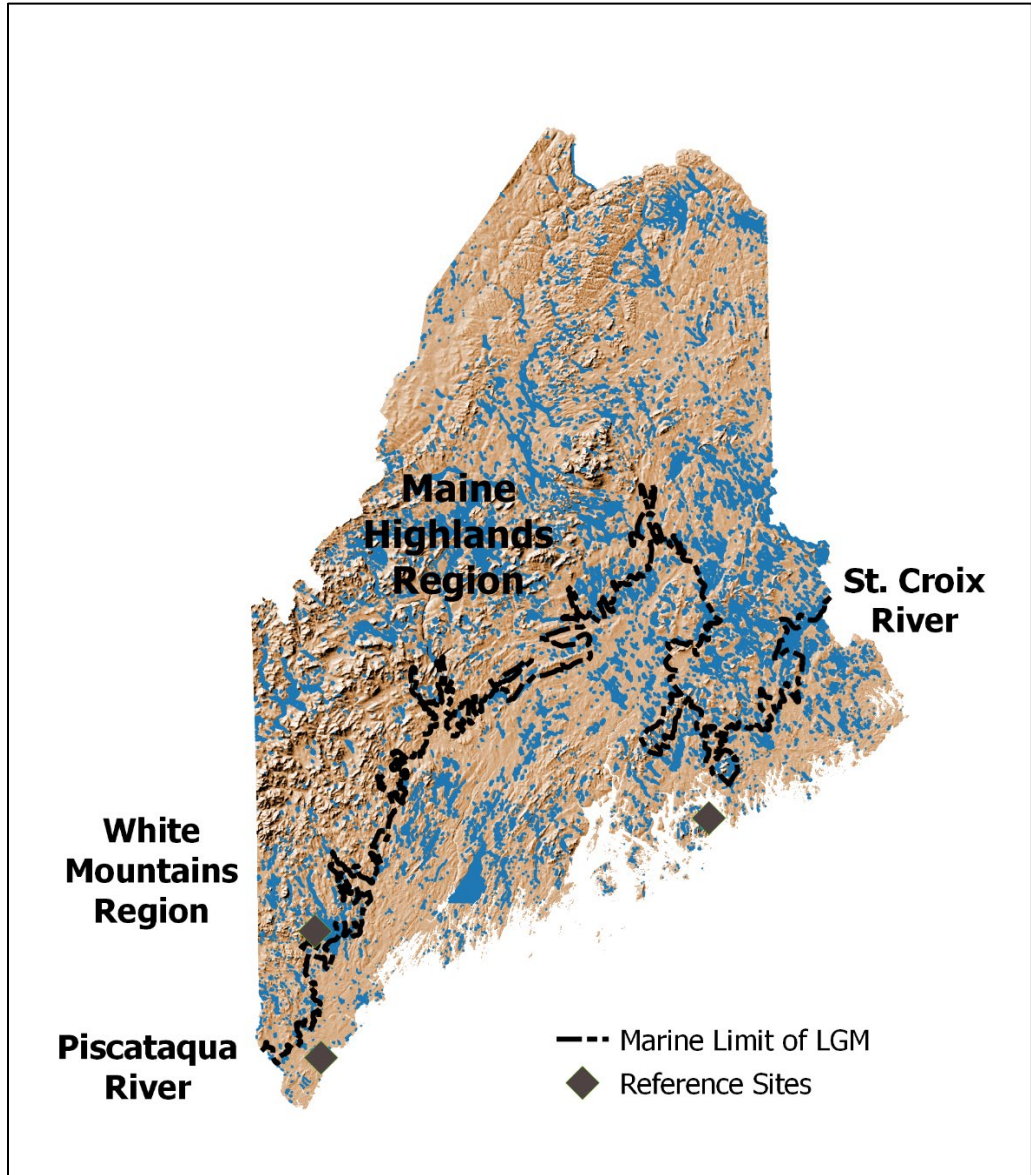 Maine
Highlands
Region
St. Croix
River
White
Mountains
Region
Piscataqua
River
Marine Limit of LGM
Reference Sites